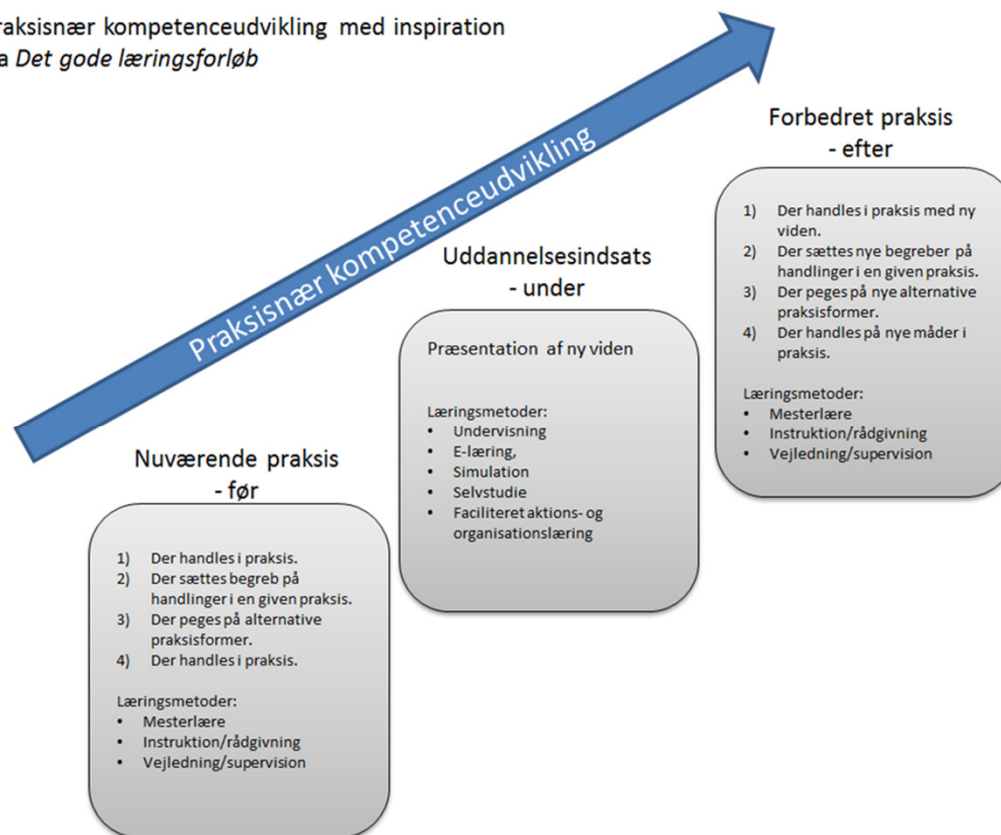 raksisnær kompetenceudvikling med inspiration
a Det gode læringsforløb
Praksisnær kompetenceudvikling
Nuværende praksis
- før
1) Der handles i praksis.
2) Der sættes begreb på
handlinger i en given praksis.
3) Der peges på alternative
praksisformer.
4) Der handles i praksis.
Læringsmetoder:
• Mesterlære
• Instruktion/rådgivning
• Vejledning/supervision
Uddannelsesindsats
- under
Præsentation af ny viden
Læringsmetoder:
• Undervisning
• E-læring,
• Simulation
• Selvstudie
• Faciliteret aktions- og
organisationslæring
Forbedret praksis
- efter
1) Der handles i praksis med ny
viden.
2) Der sættes nye begreber på
handlinger i en given praksis.
3) Der peges på nye alternative
praksisformer.
4) Der handles på nye måder i
praksis.
Læringsmetoder:
• Mesterlære
• Instruktion/rådgivning
• Vejledning/supervision